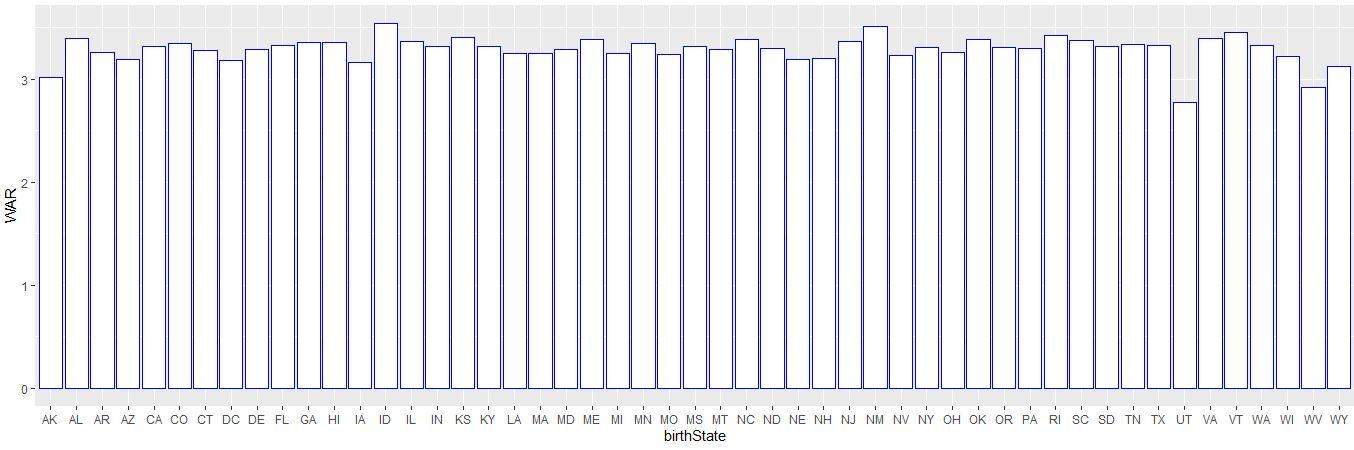 WAR
3
2
1
0
AK AL AR AZ CA CO CT DC DE FL GA HI IA ID IL IN KS KY LA MA MD ME MI MN MO MS MT NC ND NE NH NJ NM NV NY OH OK OR PA RI SC SD TN TX UT VA VT WA WI WV WY
birthState